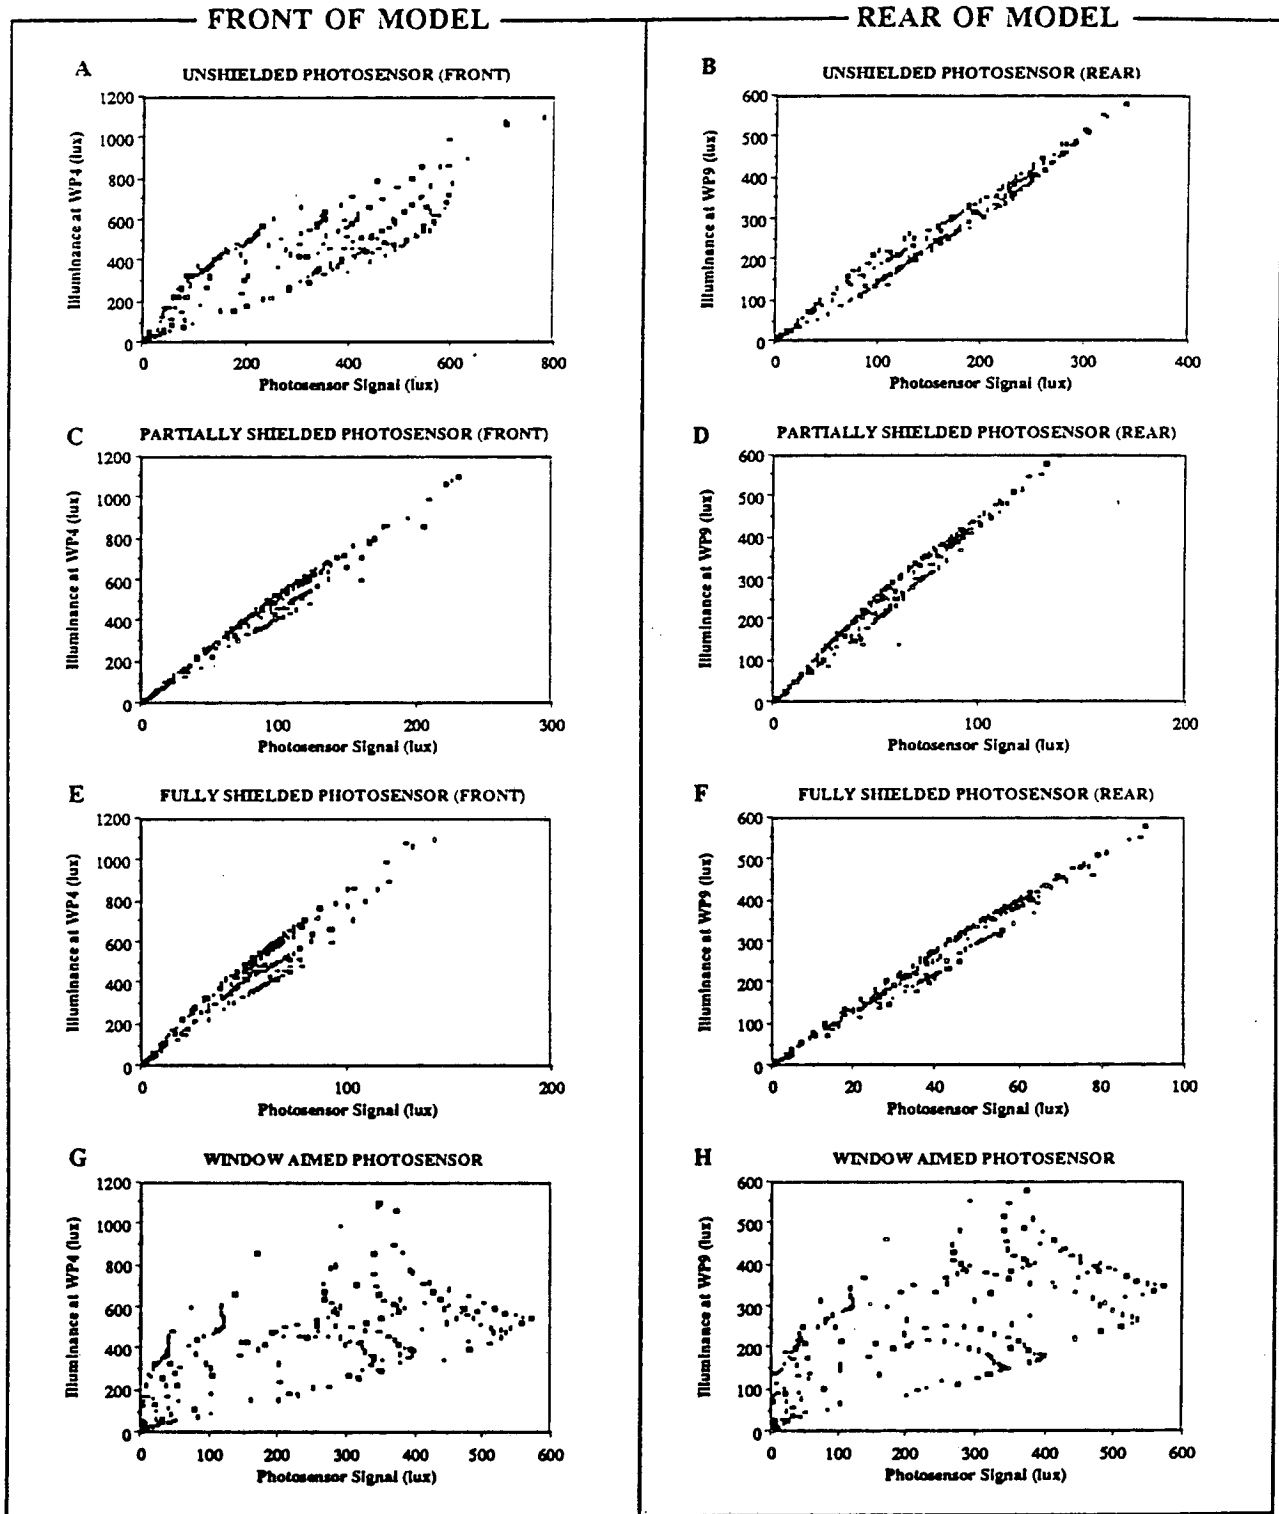 FRONT OF MODEL
REAR OF MODEL
A
UNSHIELDED PHOTOSENSOR (FRONT)
Illuminance at WP4 (lux)
1200
1000
800
600
400
200
0
0 200 400 600 800
Photosensor Signal (lux)
B
UNSHIELDED PHOTOSENSOR (REAR)
Illuminance at WP9 (lux)
600
500
400
300
200
100
0
0 100 200 300 400
Photosensor Signal (lux)
C
PARTIALLY SHIELDED PHOTOSENSOR (FRONT)
Illuminance at WP4 (lux)
1200
1000
800
600
400
200
0
0 100 200 300
Photosensor Signal (lux)
D
PARTIALLY SHIELDED PHOTOSENSOR (REAR)
Illuminance at WP9 (lux)
600
500
400
300
200
100
0
0 100 200
Photosensor Signal (lux)
E
FULLY SHIELDED PHOTOSENSOR (FRONT)
Illuminance at WP4 (lux)
1200
1000
800
600
400
200
0
0 100 200
Photosensor Signal (lux)
F
FULLY SHIELDED PHOTOSENSOR (REAR)
Illuminance at WP9 (lux)
600
500
400
300
200
100
0
0 20 40 60 80 100
Photosensor Signal (lux)
G
WINDOW AIMED PHOTOSENSOR
Illuminance at WP4 (lux)
1200
1000
800
600
400
200
0
0 100 200 300 400 500 600
Photosensor Signal (lux)
H
WINDOW AIMED PHOTOSENSOR
Illuminance at WP9 (lux)
600
500
400
300
200
100
0
0 100 200 300 400 500 600
Photosensor Signal (lux)